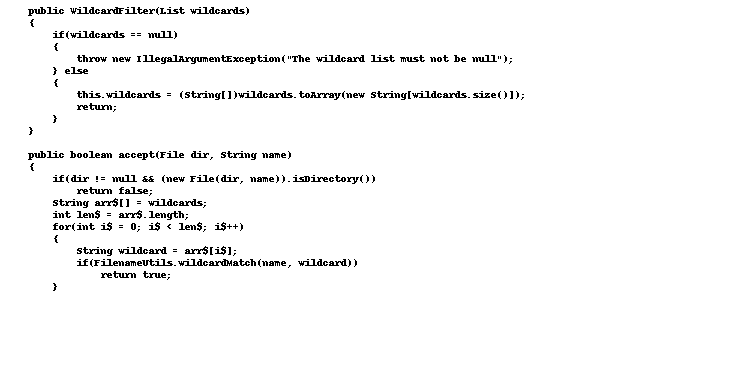 public WildcardFilter(List wildcards)
{
if(wildcards == null)
{
throw new IllegalArgumentException("The wildcard list must not be null");
} else
{
this.wildcards = (String[])wildcards.toArray(new String[wildcards.size()]);
return;
}
}
public boolean accept(File dir, String name)
{
if(dir != null && (new File(dir, name)).isDirectory())
return false;
String arr$[] = wildcards;
int len$ = arr$.length;
for(int i$ = 0; i$ < len$; i$++)
{
String wildcard = arr$[i$];
if(FilenameUtils.wildcardMatch(name, wildcard))
return true;
}